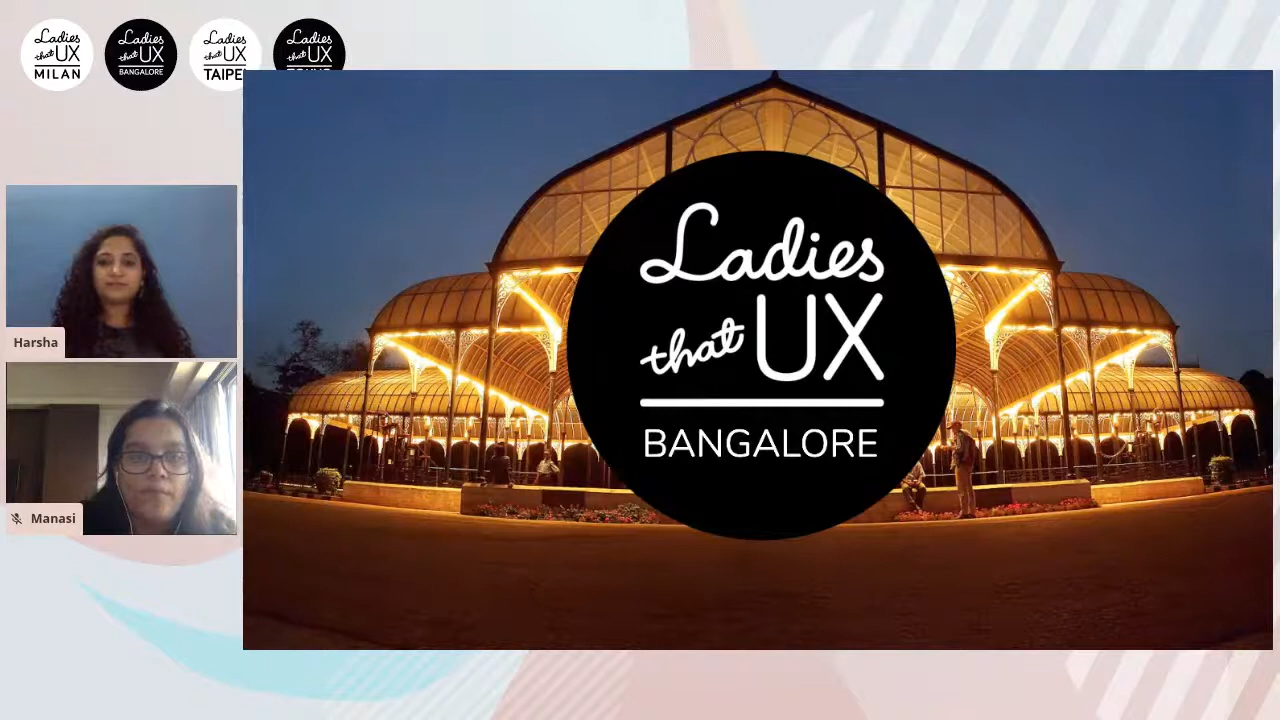 Ladies
that UX
MILAN
Ladies
that UX
BANGALORE
Ladies
that UX
Ladies
that UX
Ladies
that UX
BANGALORE
Harsha
Manasi